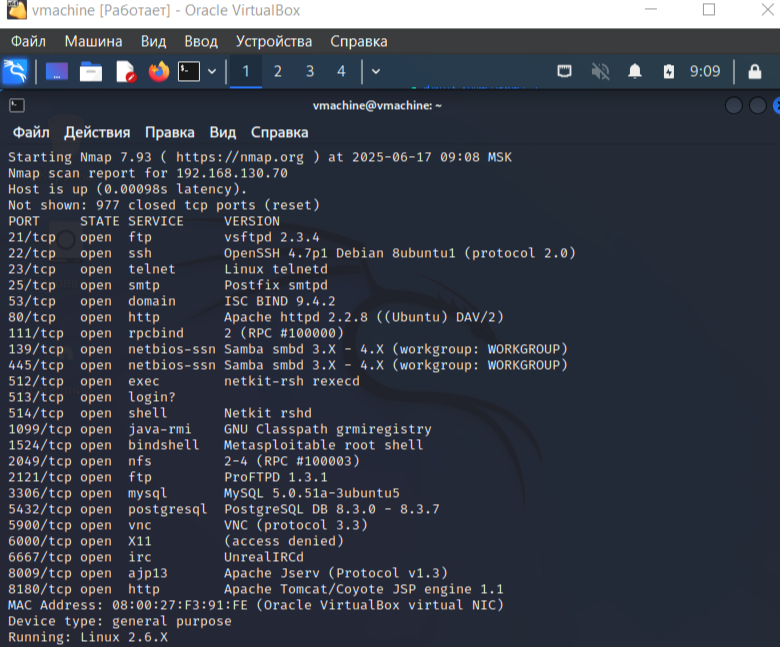 vmachine [Работает] - Oracle VirtualBox
Файл Машина Вид Ввод Устройства Справка
1 2 3 4 9:09
vmachine@vmachine: ~
Файл Действия Правка Вид Справка
Starting Nmap 7.93 ( https://nmap.org ) at 2025-06-17 09:08 MSK
Nmap scan report for 192.168.130.70
Host is up (0.00098s latency).
Not shown: 977 closed tcp ports (reset)
PORT     STATE SERVICE     VERSION
21/tcp   open  ftp         vsftpd 2.3.4
22/tcp   open  ssh         OpenSSH 4.7p1 Debian 8ubuntu1 (protocol 2.0)
23/tcp   open  telnet      Linux telnetd
25/tcp   open  smtp        Postfix smtpd
53/tcp   open  domain      ISC BIND 9.4.2
80/tcp   open  http        Apache httpd 2.2.8 ((Ubuntu) DAV/2)
111/tcp  open  rpcbind     2 (RPC #100000)
139/tcp  open  netbios-ssn Samba smbd 3.X - 4.X (workgroup: WORKGROUP)
445/tcp  open  netbios-ssn Samba smbd 3.X - 4.X (workgroup: WORKGROUP)
512/tcp  open  exec        netkit-rsh rexecd
513/tcp  open  login?
514/tcp  open  shell       Netkit rshd
1099/tcp open  java-rmi    GNU Classpath grmiregistry
1524/tcp open  bindshell   Metasploitable root shell
2049/tcp open  nfs         2-4 (RPC #100003)
2121/tcp open  ftp         ProFTPD 1.3.1
3306/tcp open  mysql       MySQL 5.0.51a-3ubuntu5
5432/tcp open  postgresql  PostgreSQL DB 8.3.0 - 8.3.7
5900/tcp open  vnc         VNC (protocol 3.3)
6000/tcp open  X11         (access denied)
6667/tcp open  irc         UnrealIRCd
8009/tcp open  ajp13       Apache Jserv (Protocol v1.3)
8180/tcp open  http        Apache Tomcat/Coyote JSP engine 1.1
MAC Address: 08:00:27:F3:91:FE (Oracle VirtualBox virtual NIC)
Device type: general purpose
Running: Linux 2.6.X